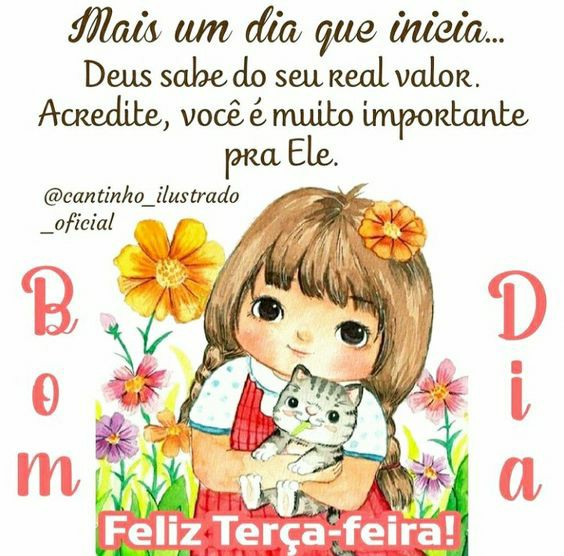 Mais um dia que inicia...
Deus sabe do seu real valor.
Acredite, você é muito importante
pra Ele.
@cantinho_ilustrado
_oficial
Bom
Dia
Feliz Terça-feira!